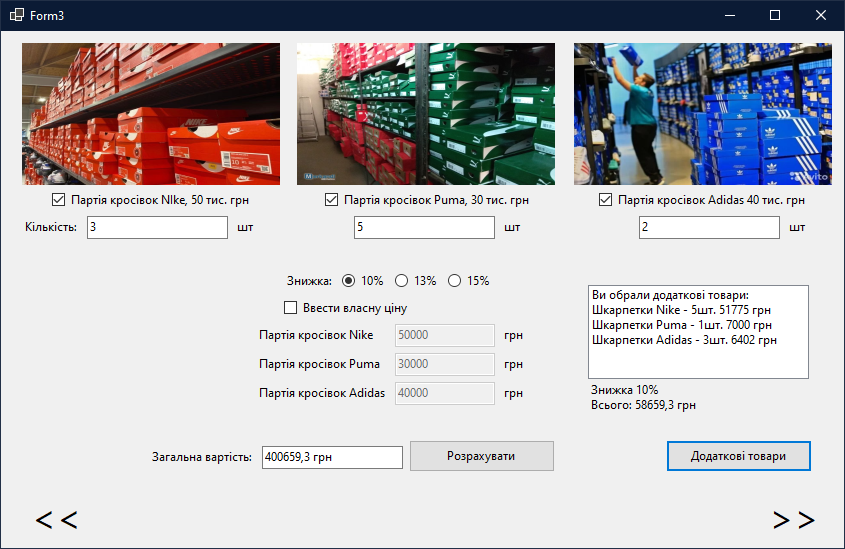 Form3
NIKE
Партія кросівок NIke, 50 тис. грн
Партія кросівок Puma, 30 тис. грн
Партія кросівок Adidas 40 тис. грн
Кількість: 3 шт
5 шт
2 шт
Знижка: 10% 13% 15%
Ввести власну ціну
Партія кросівок Nike 50000 грн
Партія кросівок Puma 30000 грн
Партія кросівок Adidas 40000 грн
Ви обрали додаткові товари:
Шкарпетки Nike - 5шт. 51775 грн
Шкарпетки Puma - 1шт. 7000 грн
Шкарпетки Adidas - 3шт. 6402 грн
Знижка 10%
Всього: 58659,3 грн
Загальна вартість: 400659,3 грн
Розрахувати
Додаткові товари
<<
>>